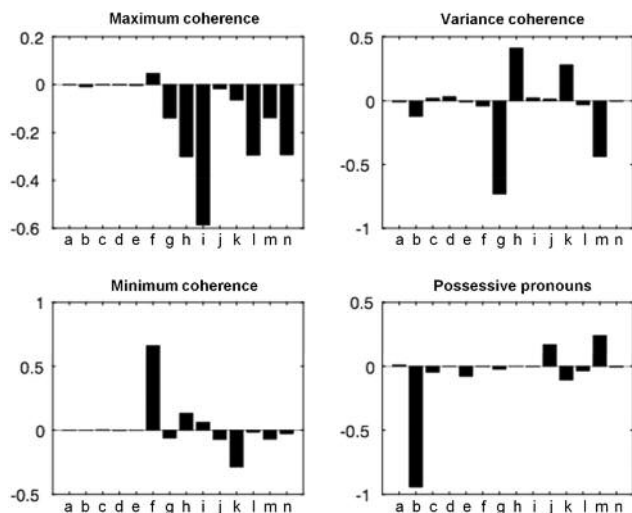 Maximum coherence
0.2
0
-0.2
-0.4
-0.6
a b c d e f g h i j k l m n
Variance coherence
0.5
0
-0.5
-1
a b c d e f g h i j k l m n
Minimum coherence
1
0.5
0
-0.5
a b c d e f g h i j k l m n
Possessive pronouns
0.5
0
-0.5
-1
a b c d e f g h i j k l m n